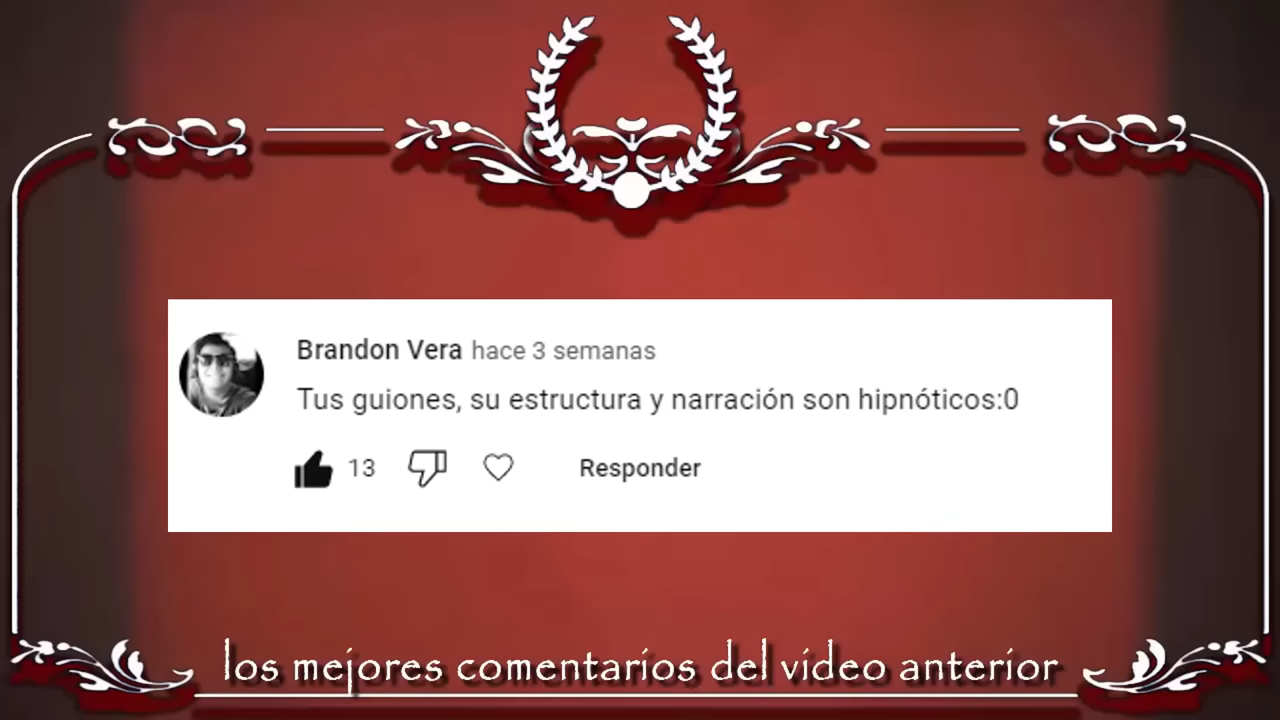 Brandon Vera hace 3 semanas
Tus guiones, su estructura y narración son hipnóticos:0
13 Responder
los mejores comentarios del video anterior